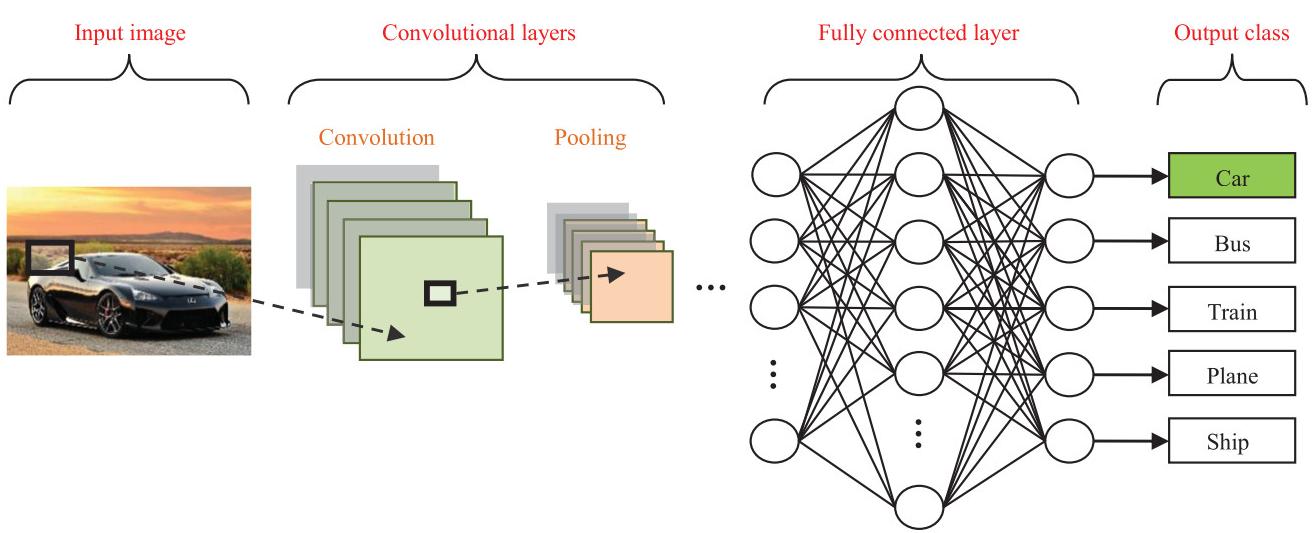 Input image
Convolutional layers
Fully connected layer
Output class
Convolution
Pooling
...
Car
Bus
Train
Plane
Ship